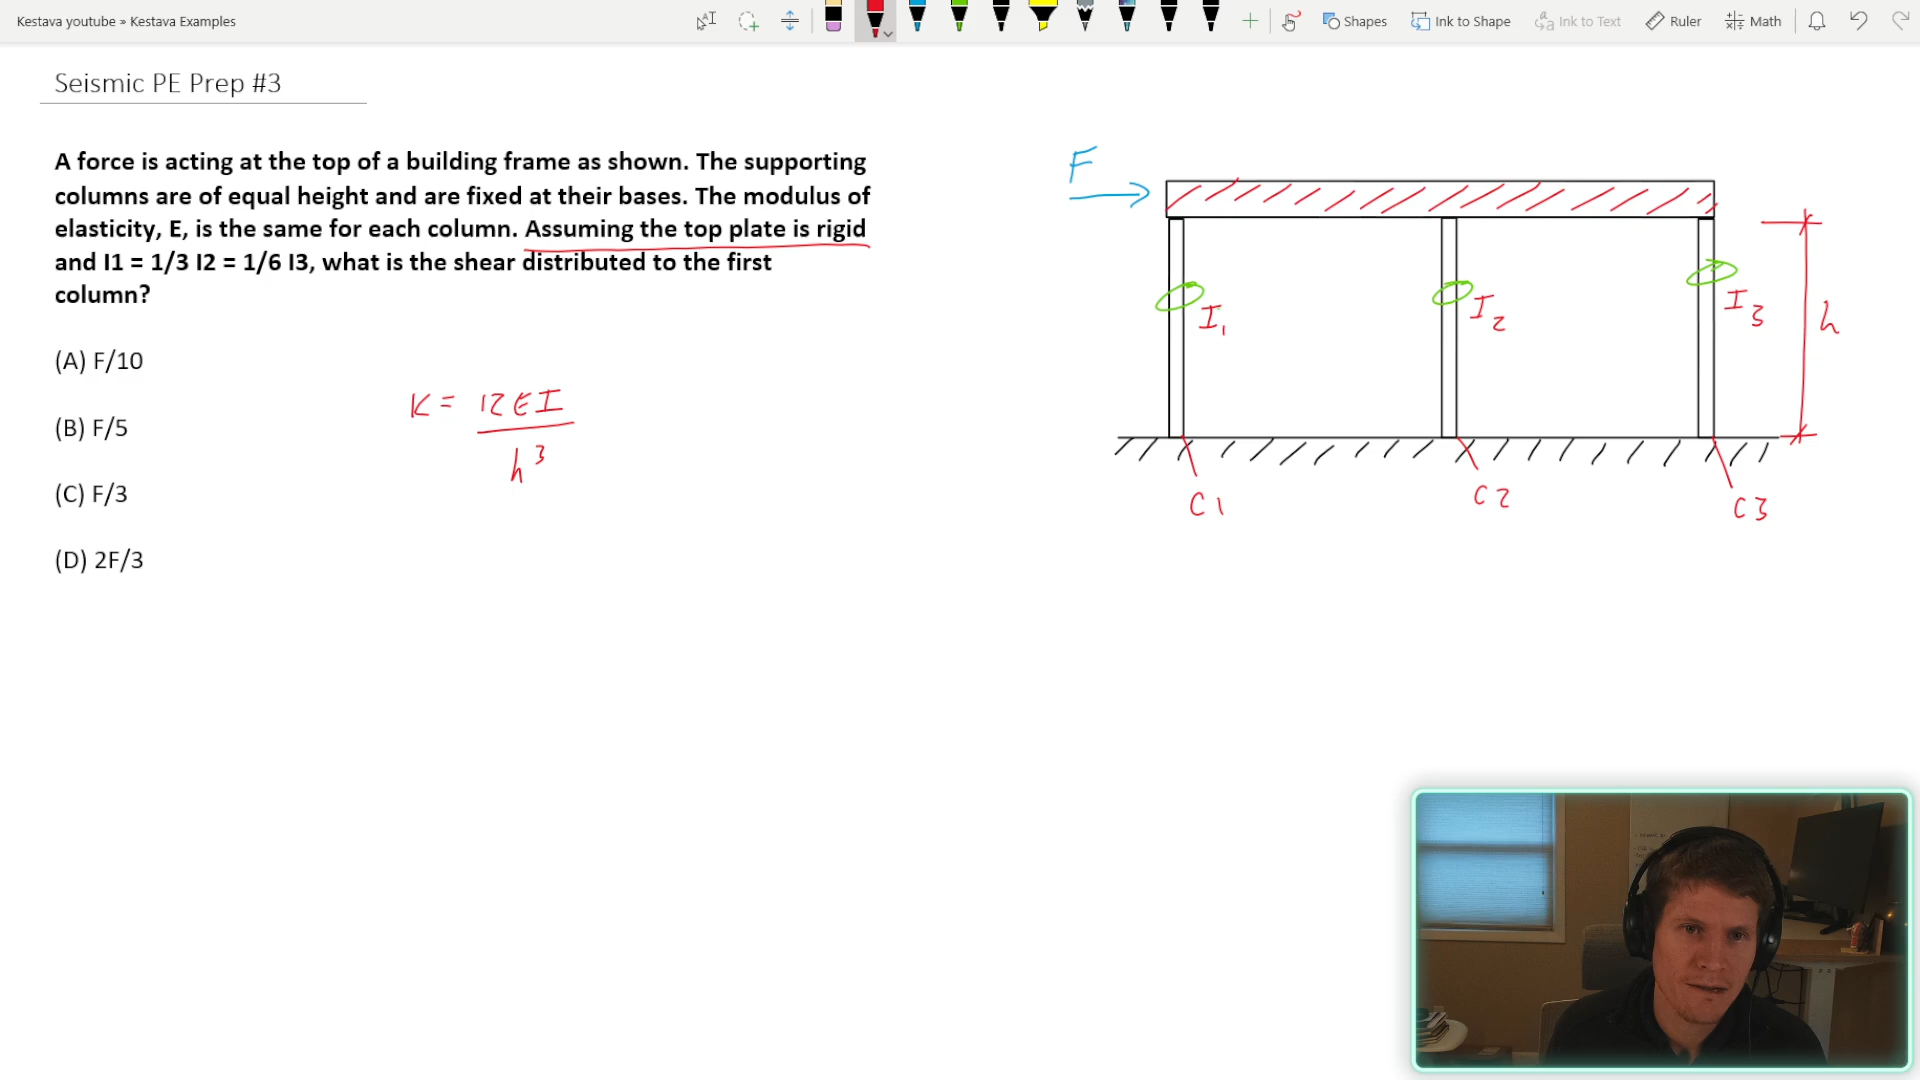 Kestava youtube » Kestava Examples
Shapes
Ink to Shape
Ink to Text
Ruler
Math
Seismic PE Prep #3
A force is acting at the top of a building frame as shown. The supporting
columns are of equal height and are fixed at their bases. The modulus of
elasticity, E, is the same for each column. Assuming the top plate is rigid
and I1 = 1/3 I2 = 1/6 I3, what is the shear distributed to the first
column?
(A) F/10
(B) F/5
(C) F/3
(D) 2F/3
K = 12EI
h³
F
I₁
I₂
I₃
h
C1
C2
C3